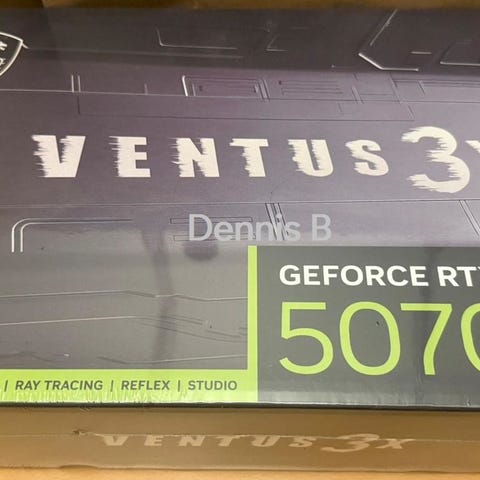 VENTUS 3X
Dennis B
GEFORCE RTX
5070
| RAY TRACING | REFLEX | STUDIO
VENTUS 3X